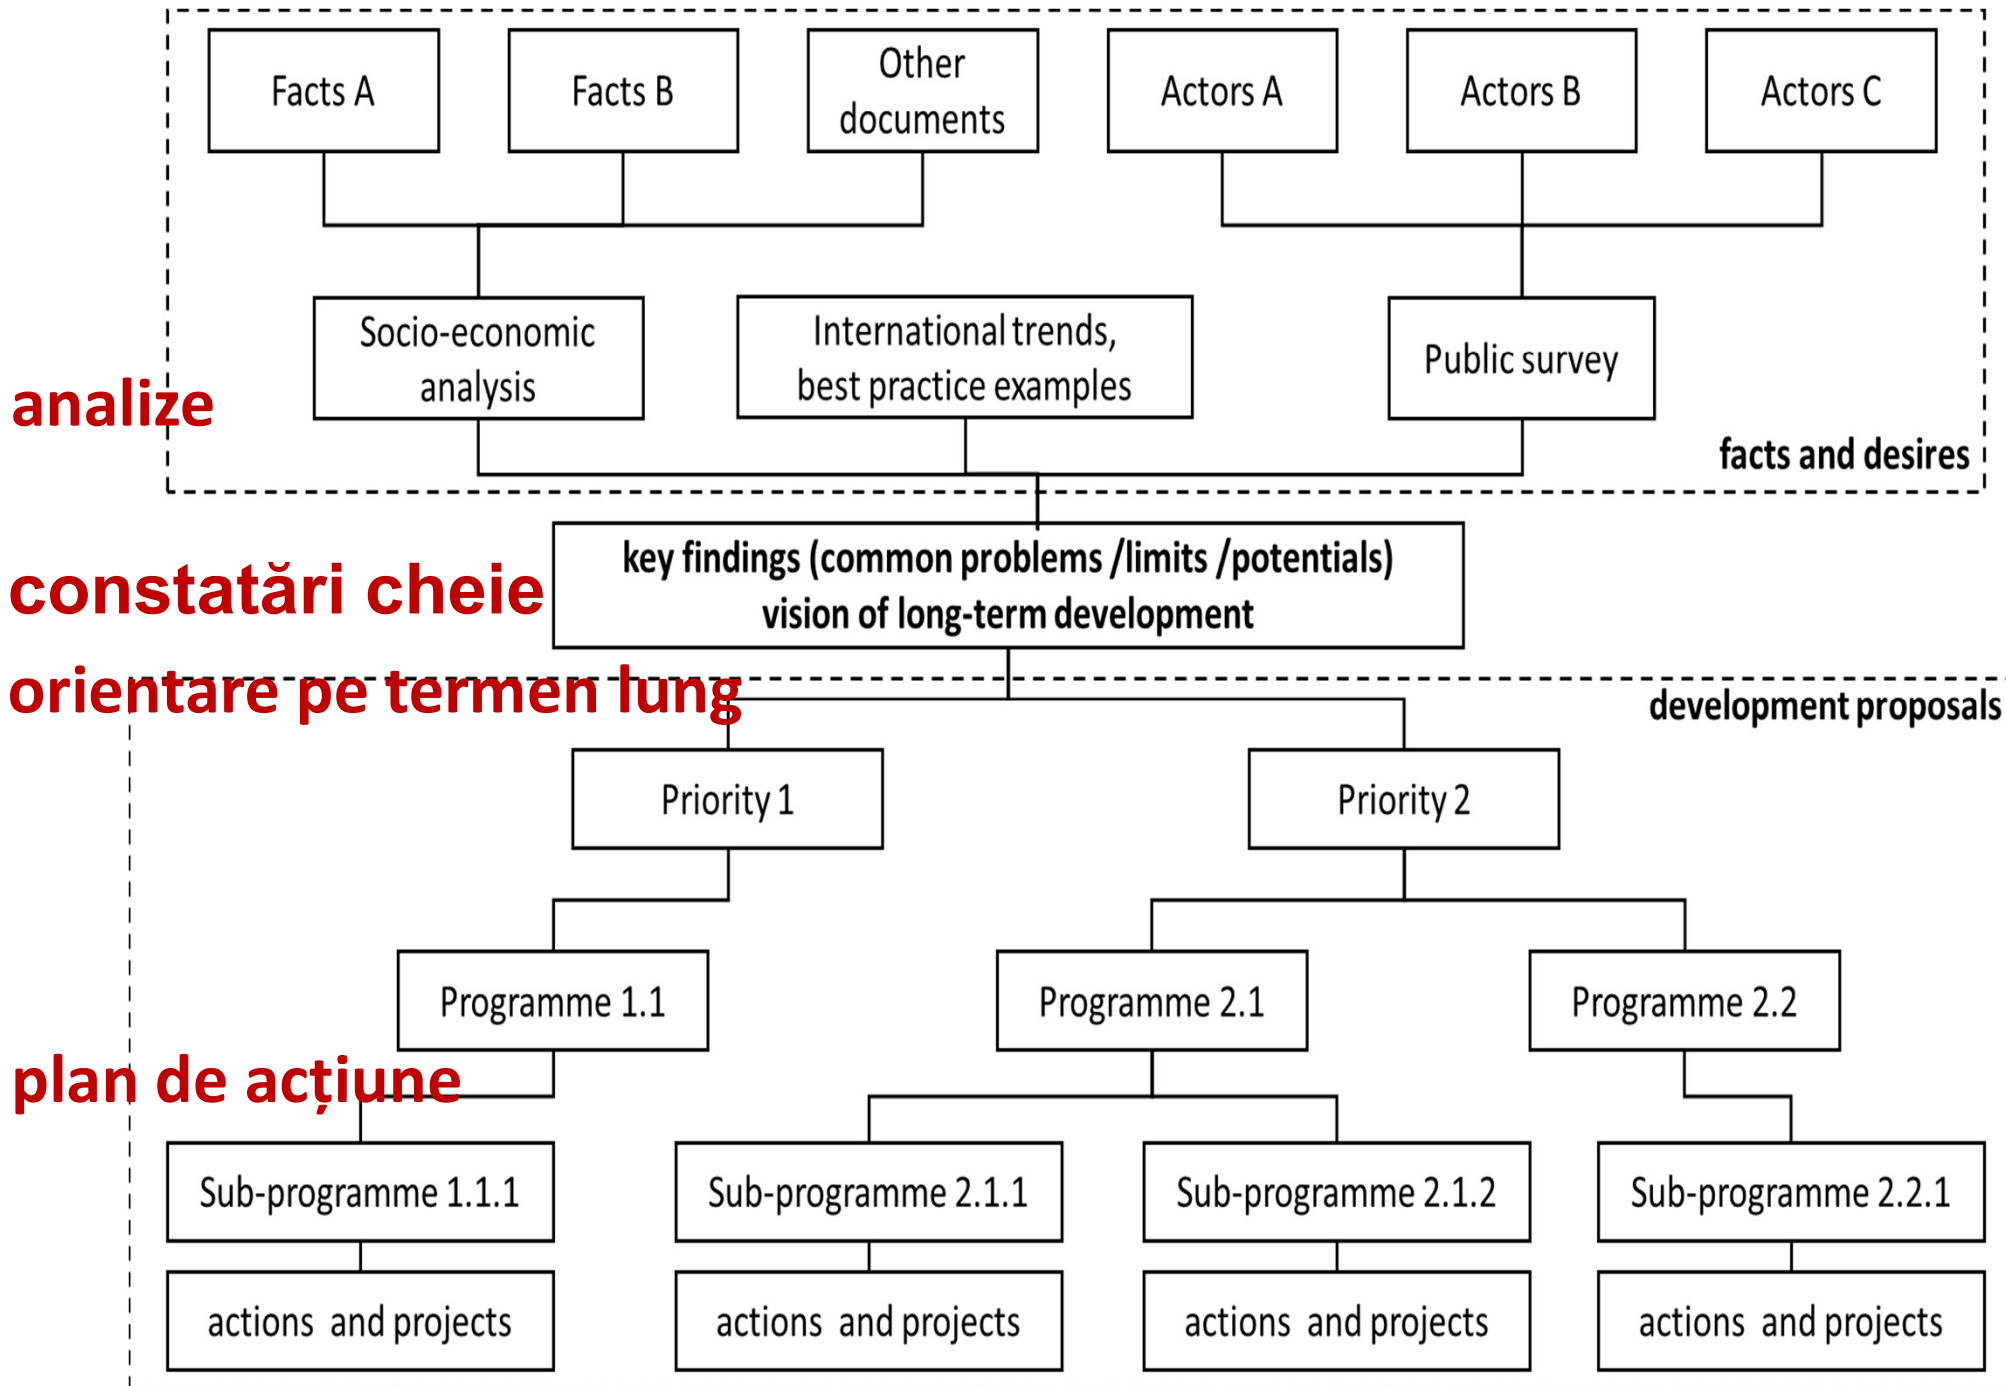 Facts A
Facts B
Other
documents
Actors A
Actors B
Actors C
Socio-economic
analysis
International trends,
best practice examples
Public survey
analize
facts and desires
key findings (common problems /limits /potentials)
vision of long-term development
constatări cheie
orientare pe termen lung
development proposals
Priority 1
Priority 2
Programme 1.1
Programme 2.1
Programme 2.2
plan de acțiune
Sub-programme 1.1.1
Sub-programme 2.1.1
Sub-programme 2.1.2
Sub-programme 2.2.1
actions and projects
actions and projects
actions and projects
actions and projects